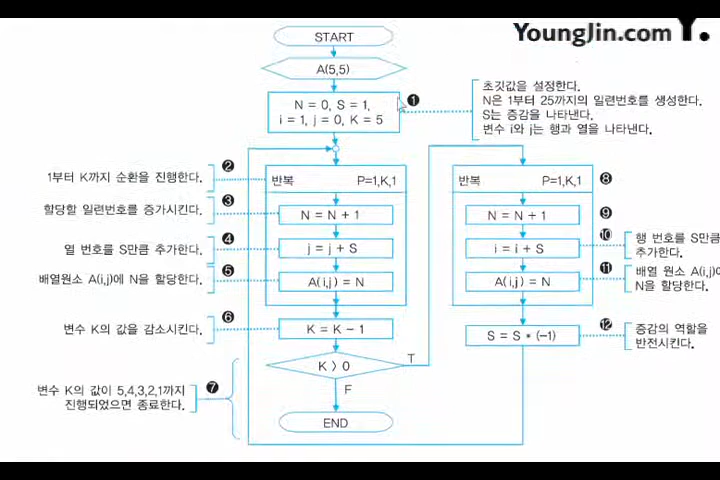 YoungJin.com Y.
START
A(5,5)
N = 0, S = 1,
i = 1, j = 0, K = 5
❶
초깃값을 설정한다.
N은 1부터 25까지의 일련번호를 생성한다.
S는 증감을 나타낸다.
변수 i와 j는 행과 열을 나타낸다.
1부터 K까지 순환을 진행한다.
❷
반복 P=1,K,1
할당할 일련번호를 증가시킨다.
❸
N = N + 1
열 번호를 S만큼 추가한다.
❹
j = j + S
배열원소 A(i,j)에 N을 할당한다.
❺
A(i,j) = N
변수 K의 값을 감소시킨다.
❻
K = K − 1
K > 0
T
F
변수 K의 값이 5,4,3,2,1까지
진행되었으면 종료한다.
❼
END
반복 P=1,K,1
❽
N = N + 1
❾
i = i + S
❿
행 번호를 S만큼
추가한다.
A(i,j) = N
⓫
배열 원소 A(i,j)에
N을 할당한다.
S = S * (-1)
⓬
증감의 역할을
반전시킨다.